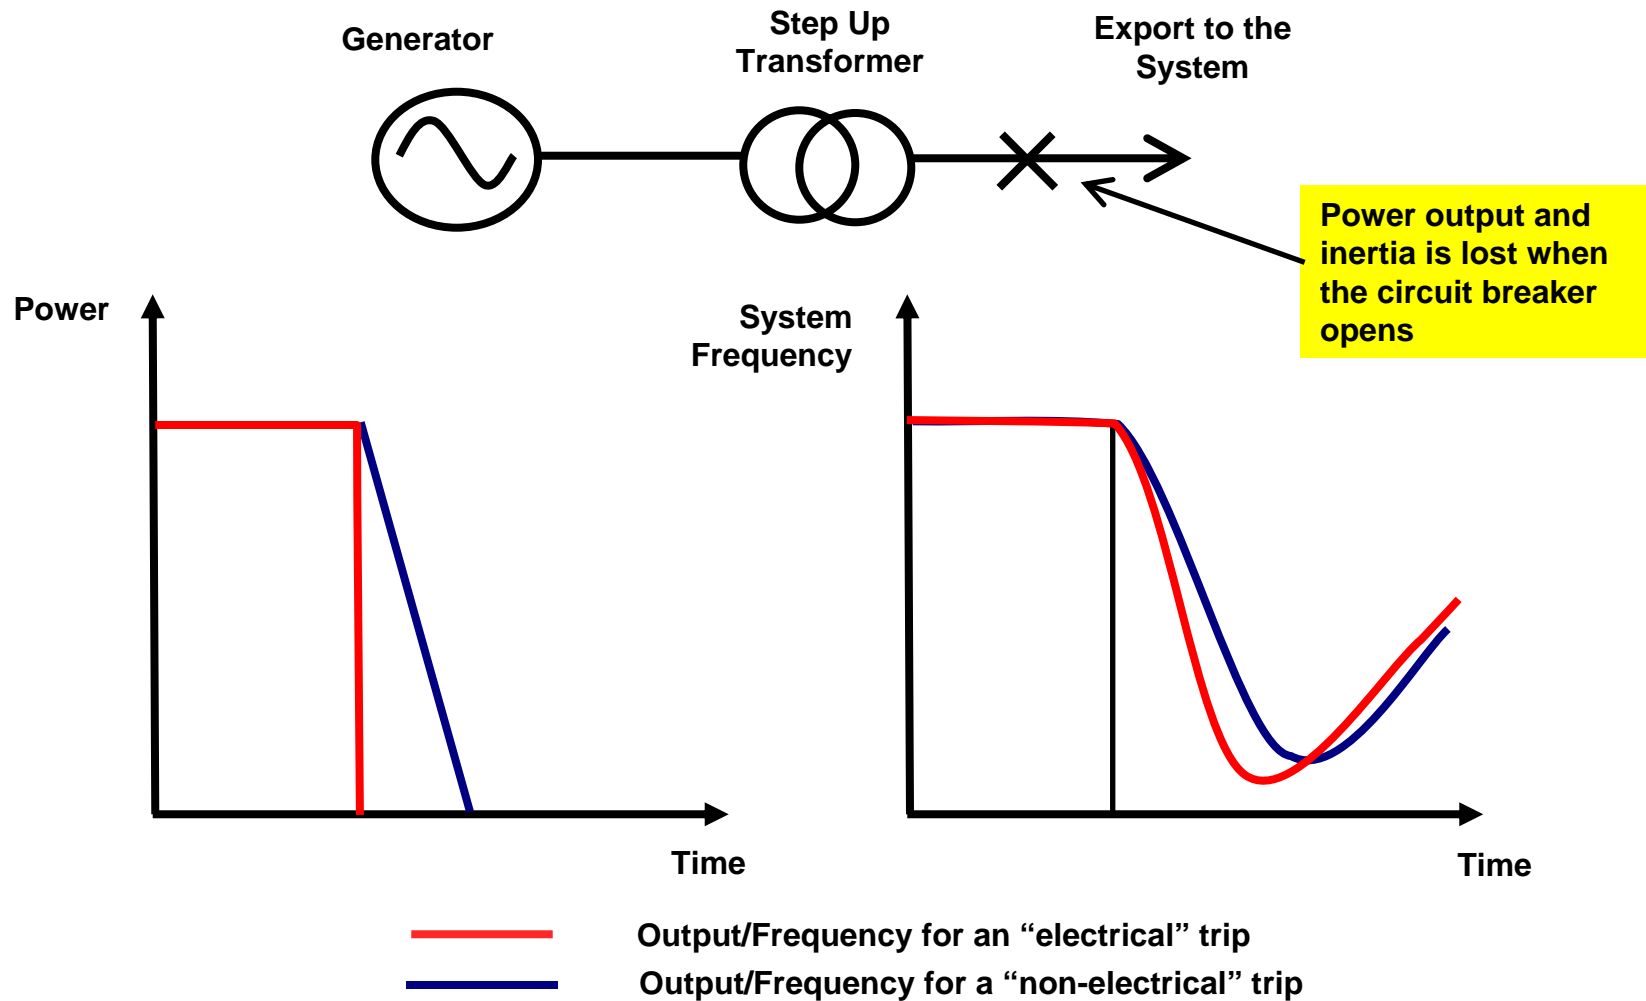 Generator
Step Up
Transformer
Export to the
System
Power output and
inertia is lost when
the circuit breaker
opens
Power
System
Frequency
Time
Time
Output/Frequency for an “electrical” trip
Output/Frequency for a “non-electrical” trip